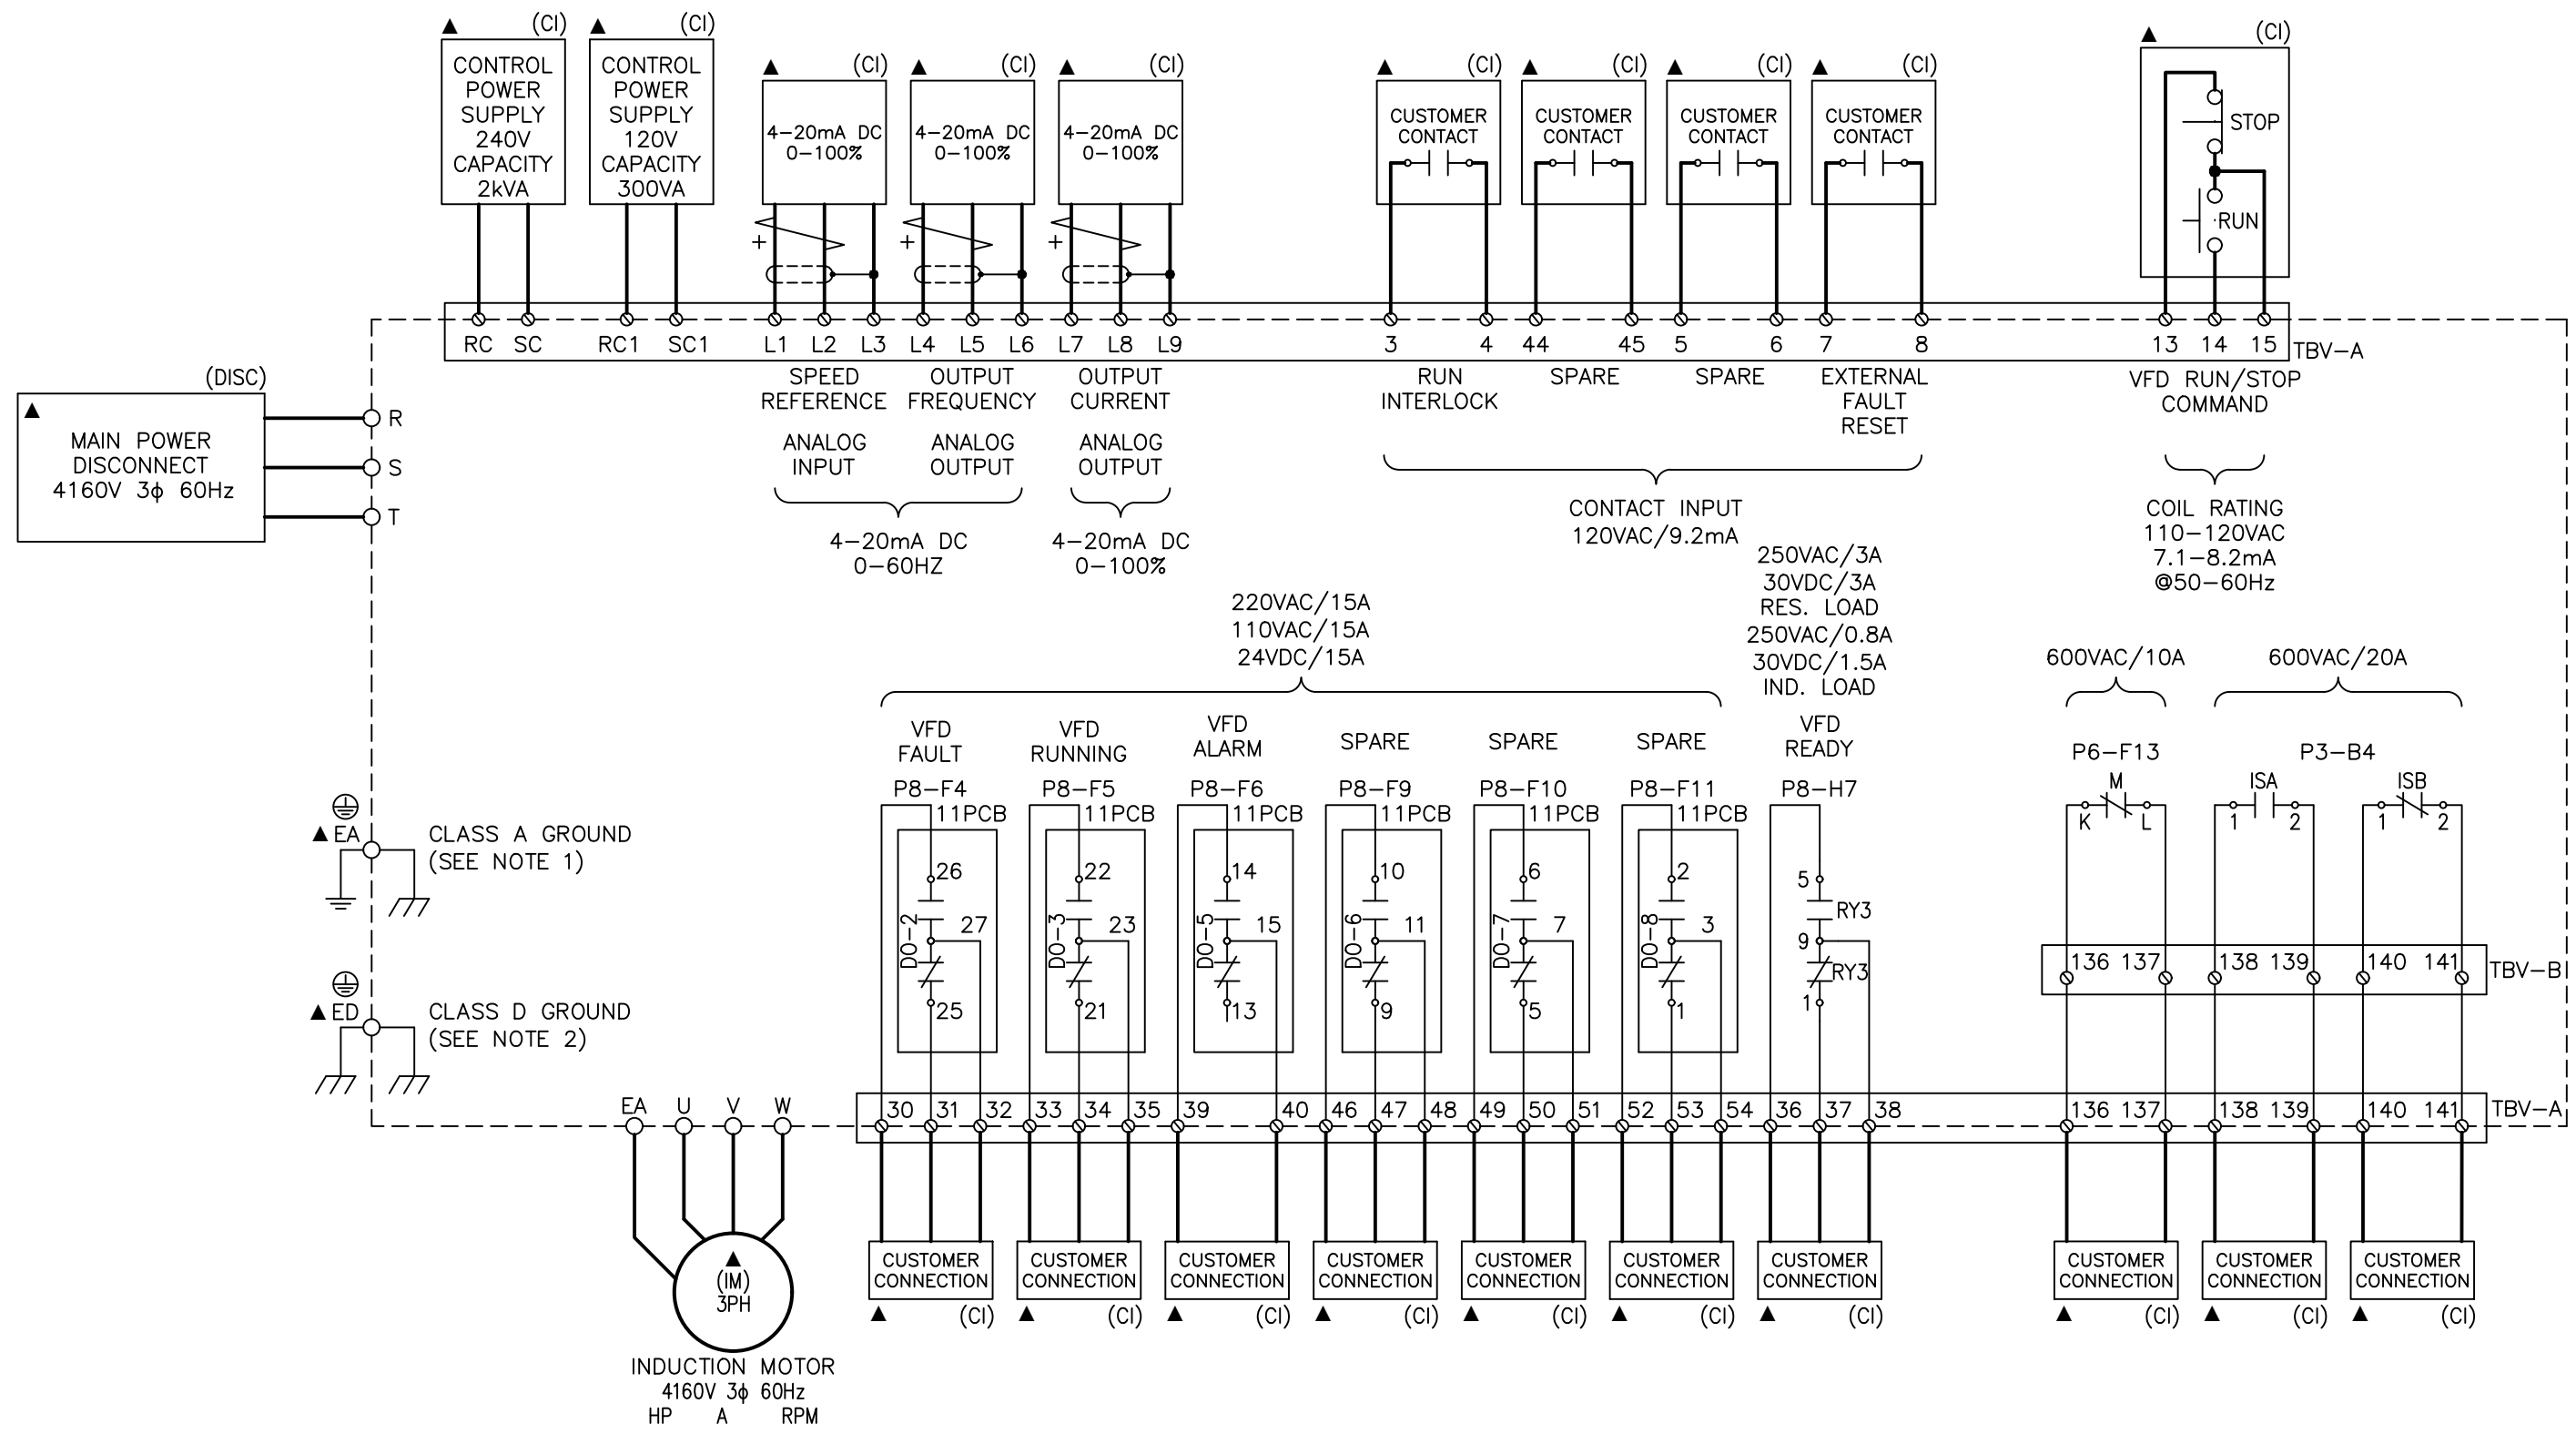 (CI)
CONTROL
POWER
SUPPLY
240V
CAPACITY
2kVA
(CI)
CONTROL
POWER
SUPPLY
120V
CAPACITY
300VA
(CI)
4-20mA DC
0-100%
+
(CI)
4-20mA DC
0-100%
+
(CI)
4-20mA DC
0-100%
+
(CI)
CUSTOMER
CONTACT
(CI)
CUSTOMER
CONTACT
(CI)
CUSTOMER
CONTACT
(CI)
CUSTOMER
CONTACT
(CI)
STOP
RUN
RC SC RC1 SC1 L1 L2 L3 L4 L5 L6 L7 L8 L9 3 4 44 45 5 6 7 8 13 14 15 TBV-A
SPEED
REFERENCE
ANALOG
INPUT
OUTPUT
FREQUENCY
ANALOG
OUTPUT
4-20mA DC
0-60HZ
OUTPUT
CURRENT
ANALOG
OUTPUT
4-20mA DC
0-100%
RUN
INTERLOCK
SPARE
SPARE
EXTERNAL
FAULT
RESET
CONTACT INPUT
120VAC/9.2mA
VFD RUN/STOP
COMMAND
COIL RATING
110-120VAC
7.1-8.2mA
@50-60Hz
(DISC)
MAIN POWER
DISCONNECT
4160V 3ϕ 60Hz
R
S
T
EA
CLASS A GROUND
(SEE NOTE 1)
ED
CLASS D GROUND
(SEE NOTE 2)
220VAC/15A
110VAC/15A
24VDC/15A
250VAC/3A
30VDC/3A
RES. LOAD
250VAC/0.8A
30VDC/1.5A
IND. LOAD
600VAC/10A
600VAC/20A
VFD
FAULT
P8-F4
11PCB
26
DO-2
27
25
VFD
RUNNING
P8-F5
11PCB
22
DO-3
23
21
VFD
ALARM
P8-F6
11PCB
14
DO-5
15
13
SPARE
P8-F9
11PCB
10
DO-6
11
9
SPARE
P8-F10
11PCB
6
DO-7
7
5
SPARE
P8-F11
11PCB
2
DO-8
3
1
VFD
READY
P8-H7
5
RY3
9
RY3
1
P6-F13
M
K L
P3-B4
ISA
1 2
ISB
1 2
136 137 138 139 140 141 TBV-B
30 31 32 33 34 35 39 40 46 47 48 49 50 51 52 53 54 36 37 38 136 137 138 139 140 141 TBV-A
EA U V W
(IM)
3PH
INDUCTION MOTOR
4160V 3ϕ 60Hz
HP A RPM
CUSTOMER
CONNECTION
(CI)
CUSTOMER
CONNECTION
(CI)
CUSTOMER
CONNECTION
(CI)
CUSTOMER
CONNECTION
(CI)
CUSTOMER
CONNECTION
(CI)
CUSTOMER
CONNECTION
(CI)
CUSTOMER
CONNECTION
(CI)
CUSTOMER
CONNECTION
(CI)
CUSTOMER
CONNECTION
(CI)
CUSTOMER
CONNECTION
(CI)